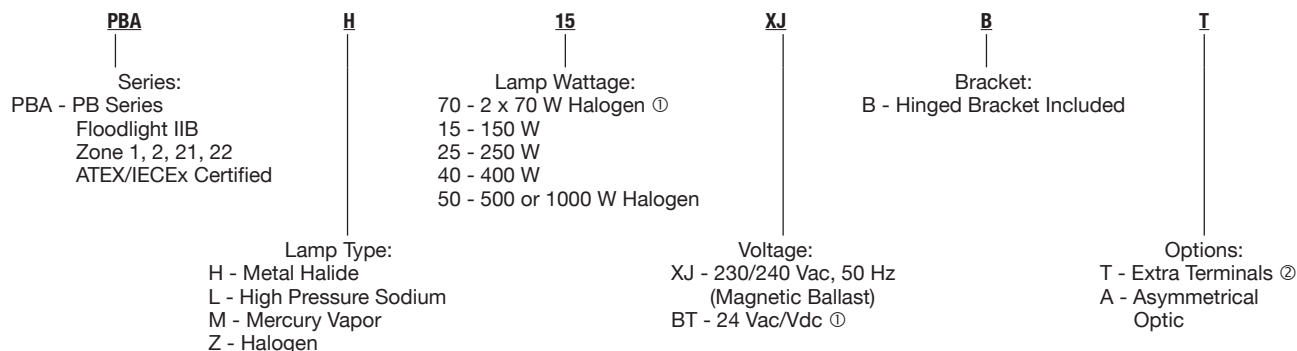 PBA H 15 XJ B T
Series:
PBA - PB Series
Floodlight IIB
Zone 1, 2, 21, 22
ATEX/IECEx Certified
Lamp Type:
H - Metal Halide
L - High Pressure Sodium
M - Mercury Vapor
Z - Halogen
Lamp Wattage:
70 - 2 x 70 W Halogen ①
15 - 150 W
25 - 250 W
40 - 400 W
50 - 500 or 1000 W Halogen
Voltage:
XJ - 230/240 Vac, 50 Hz
(Magnetic Ballast)
BT - 24 Vac/Vdc ①
Bracket:
B - Hinged Bracket Included
Options:
T - Extra Terminals ②
A - Asymmetrical
Optic